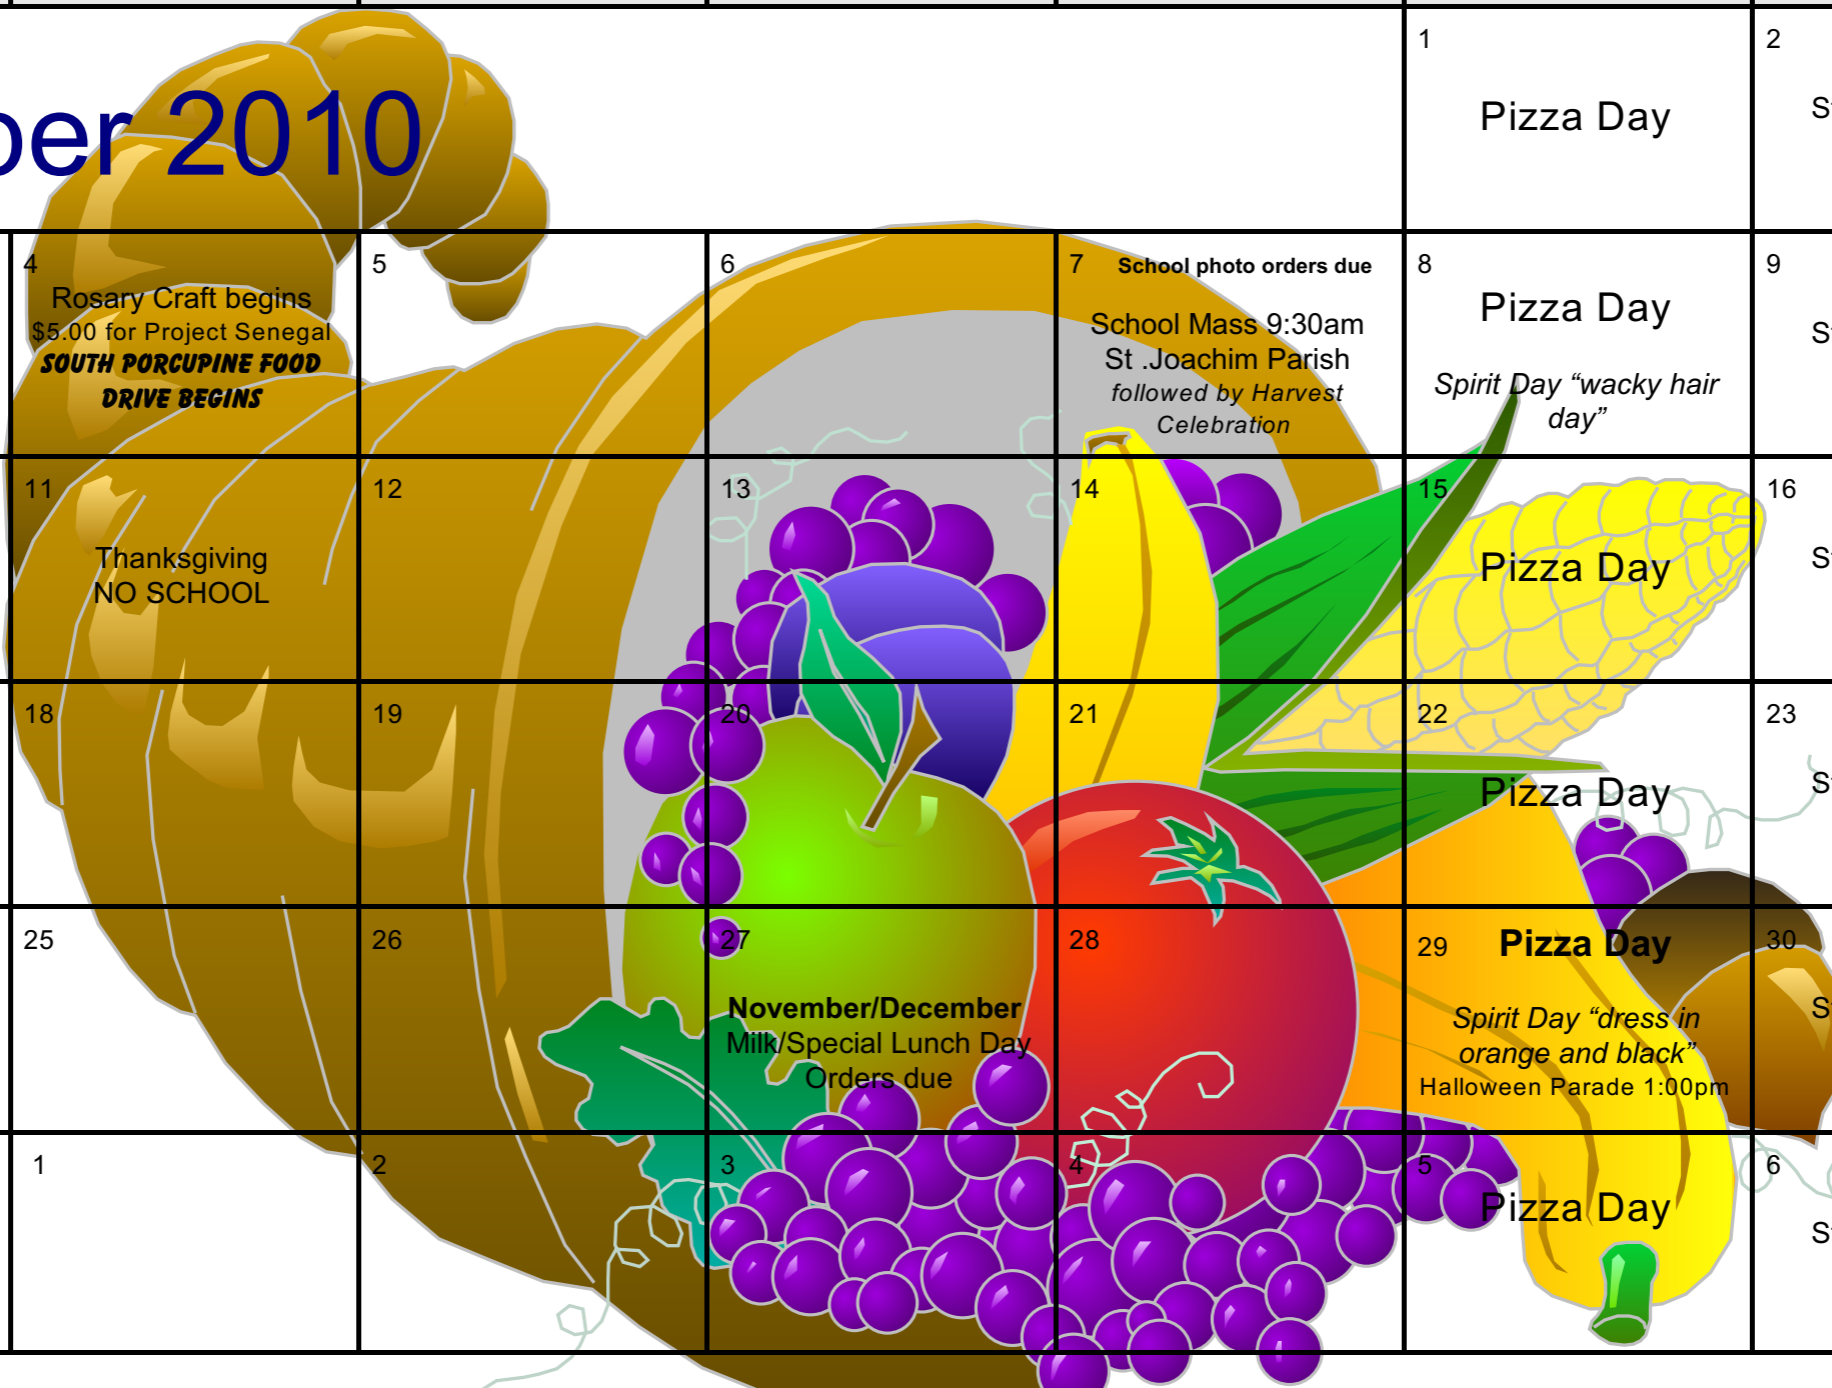 ber 2010
1
Pizza Day
2
4
Rosary Craft begins
$5.00 for Project Senegal
SOUTH PORCUPINE FOOD
DRIVE BEGINS
5
6
7 School photo orders due
School Mass 9:30am
St .Joachim Parish
followed by Harvest
Celebration
8
Pizza Day
Spirit Day “wacky hair
day”
9
11
Thanksgiving
NO SCHOOL
12
13
14
15
Pizza Day
16
18
19
20
21
22
Pizza Day
23
25
26
27
November/December
Milk/Special Lunch Day
Orders due
28
29 Pizza Day
Spirit Day “dress in
orange and black”
Halloween Parade 1:00pm
30
1
2
3
4
5
Pizza Day
6